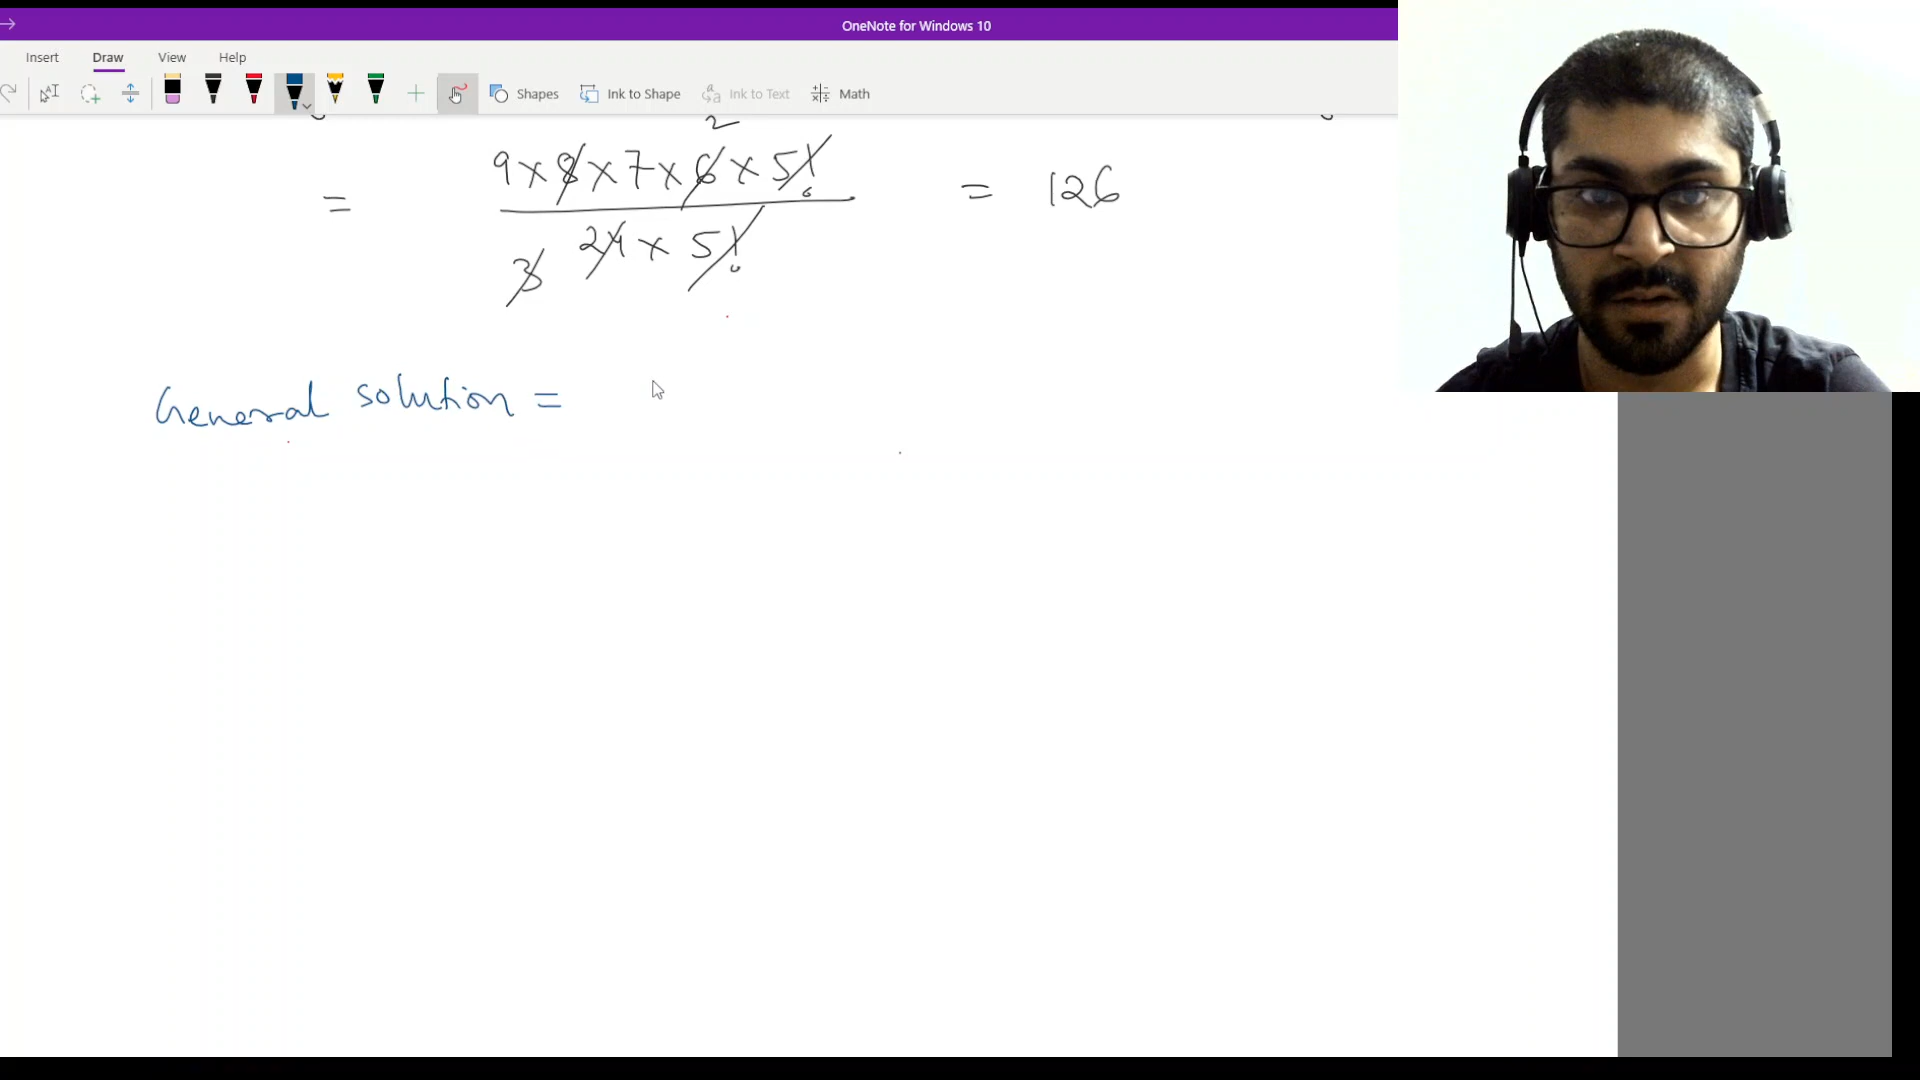 OneNote for Windows 10
Insert Draw View Help
Shapes Ink to Shape Ink to Text Math
2
9 x 8 x 7 x 6 x 5!
= = 126
3 24 x 5!
General solution =